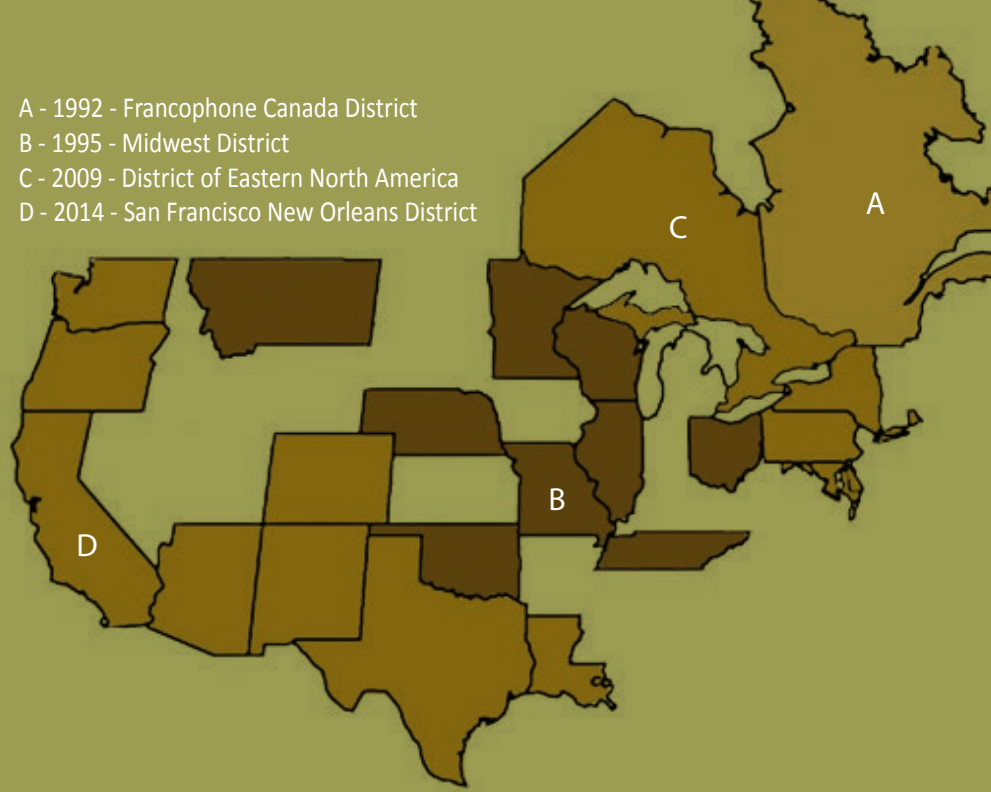 A - 1992 - Francophone Canada District
B - 1995 - Midwest District
C - 2009 - District of Eastern North America
D - 2014 - San Francisco New Orleans District
A
C
B
D